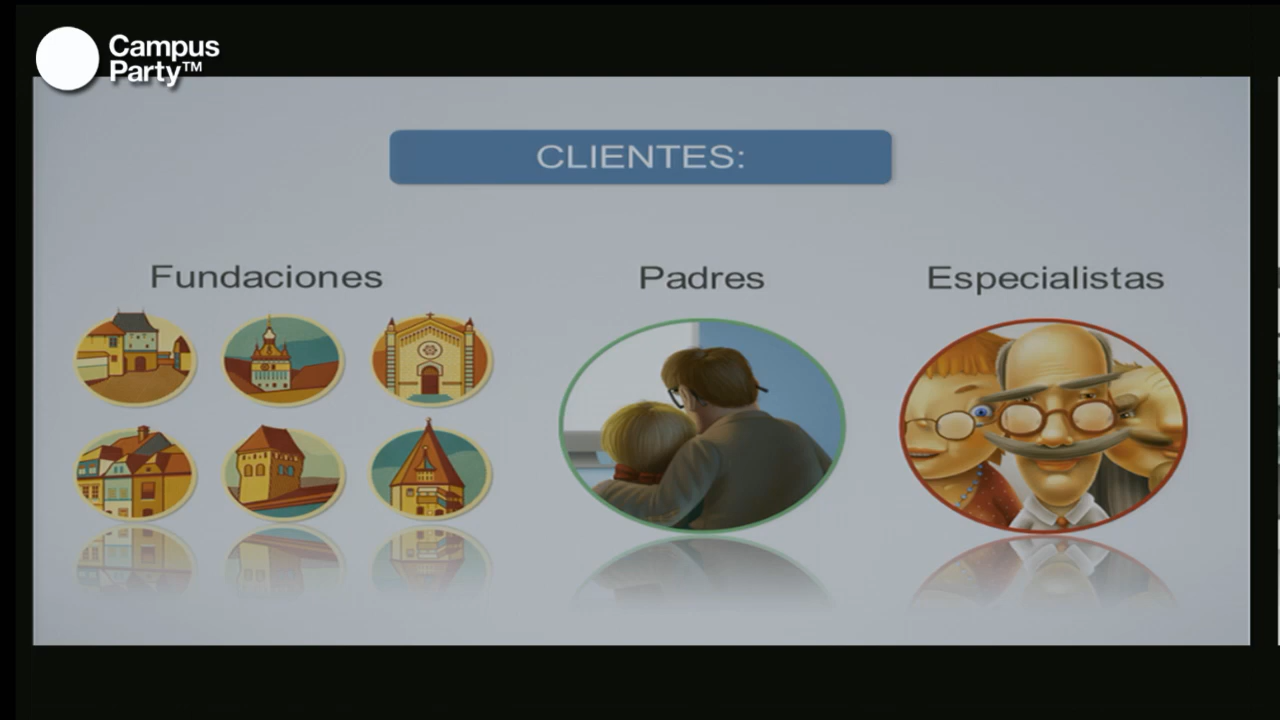 Campus
Party™
CLIENTES:
Fundaciones
Padres
Especialistas